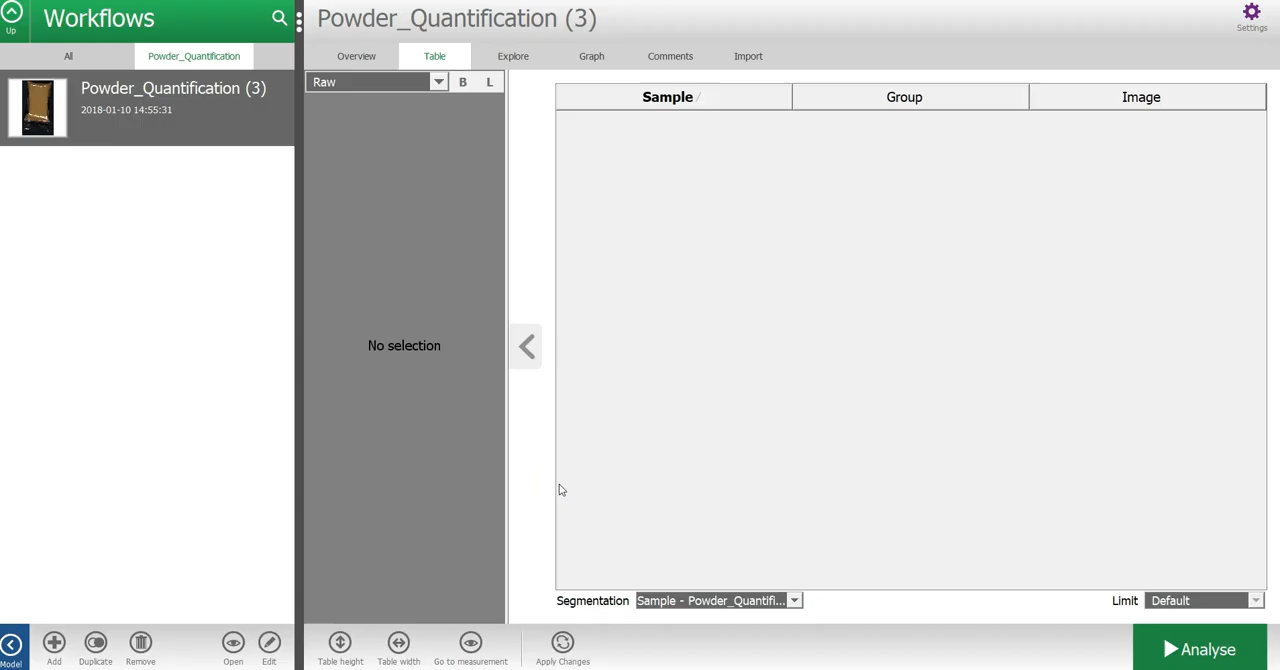 Up
Workflows
Powder_Quantification (3)
Settings
All
Powder_Quantification
Overview
Table
Explore
Graph
Comments
Import
Powder_Quantification (3)
2018-01-10 14:55:31
Raw
B
L
Sample
Group
Image
No selection
Segmentation
Sample - Powder_Quantifi...
Limit
Default
Model
Add
Duplicate
Remove
Open
Edit
Table height
Table width
Go to measurement
Apply Changes
Analyse